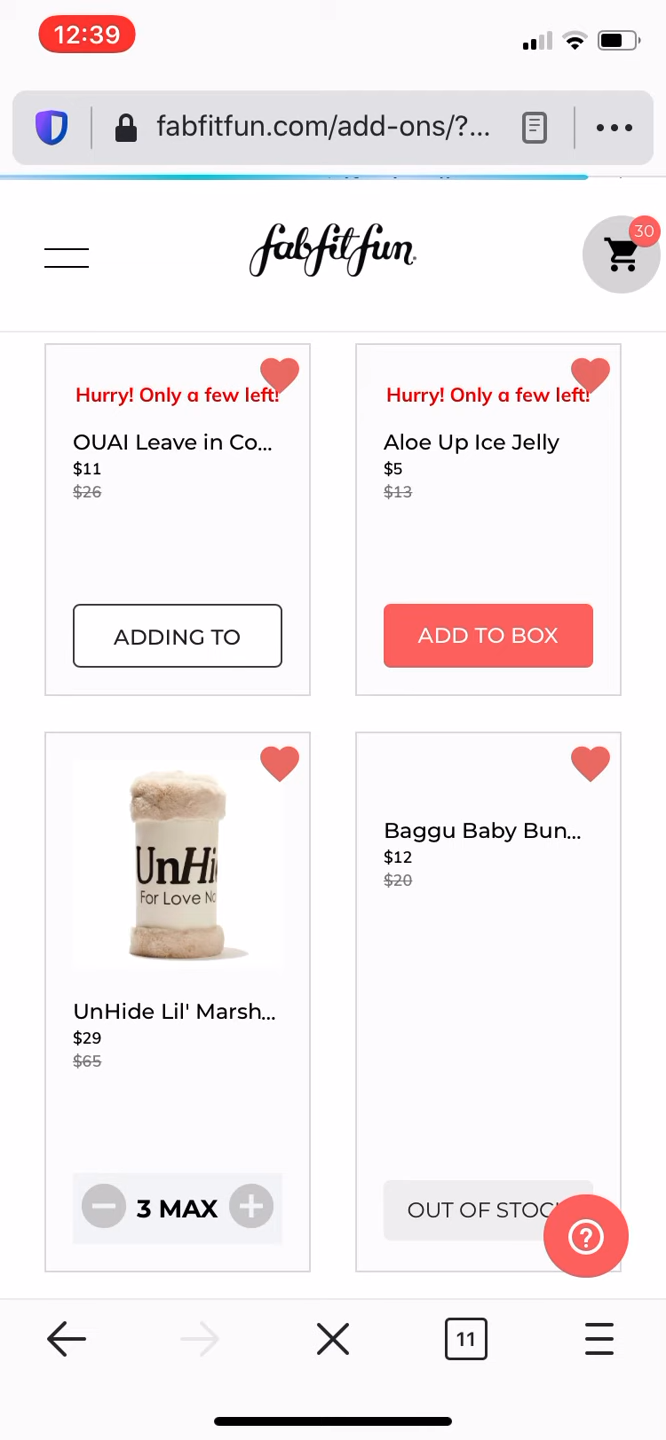 12:39
fabfitfun.com/add-ons/?...
fabfitfun
30
Hurry! Only a few left!
OUAI Leave in Co...
$11
$26
ADDING TO
Hurry! Only a few left!
Aloe Up Ice Jelly
$5
$13
ADD TO BOX
UnHi
For Love No
UnHide Lil' Marsh...
$29
$65
3 MAX
Baggu Baby Bun...
$12
$20
OUT OF STOC
?
11